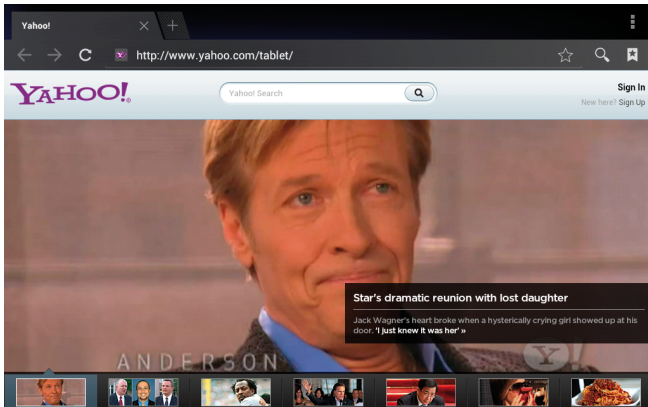 Yahoo!
http://www.yahoo.com/tablet/
YAHOO!
Yahoo! Search
Sign In
New here? Sign Up
Star's dramatic reunion with lost daughter
Jack Wagner's heart broke when a hysterically crying girl showed up at his
door. 'I just knew it was her' »
ANDERSON
Y!